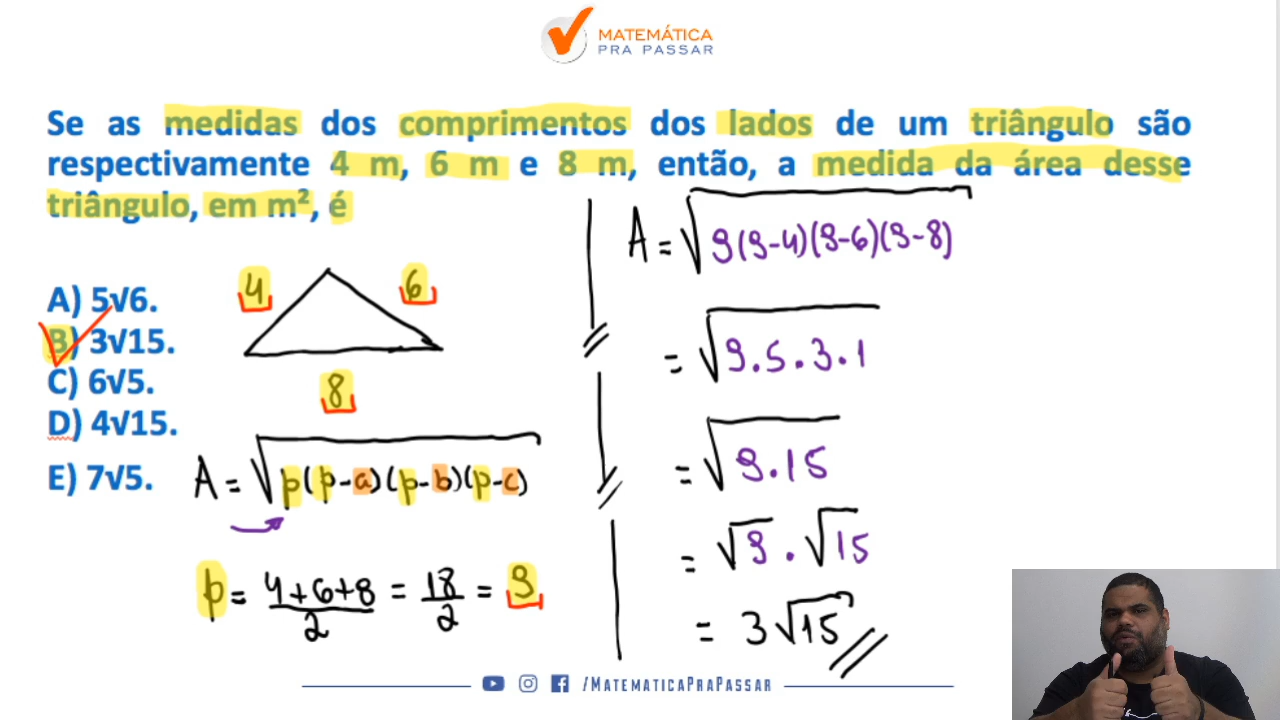 MATEMÁTICA
PRA PASSAR
Se as medidas dos comprimentos dos lados de um triângulo são
respectivamente 4 m, 6 m e 8 m, então, a medida da área desse
triângulo, em m², é
A) 5√6.
B) 3√15.
C) 6√5.
D) 4√15.
E) 7√5.
4
6
8
A = √p(p-a)(p-b)(p-c)
p = 4+6+8/2 = 18/2 = 9
A = √9(9-4)(9-6)(9-8)
= √9.5.3.1
= √9.15
= √9 . √15
= 3√15
/MatematicaPraPassar